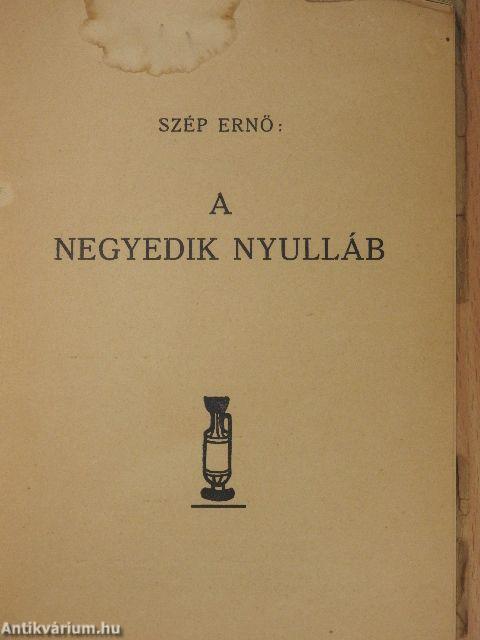 SZÉP ERNŐ:
A
NEGYEDIK NYULLÁB
Antikvárium.hu